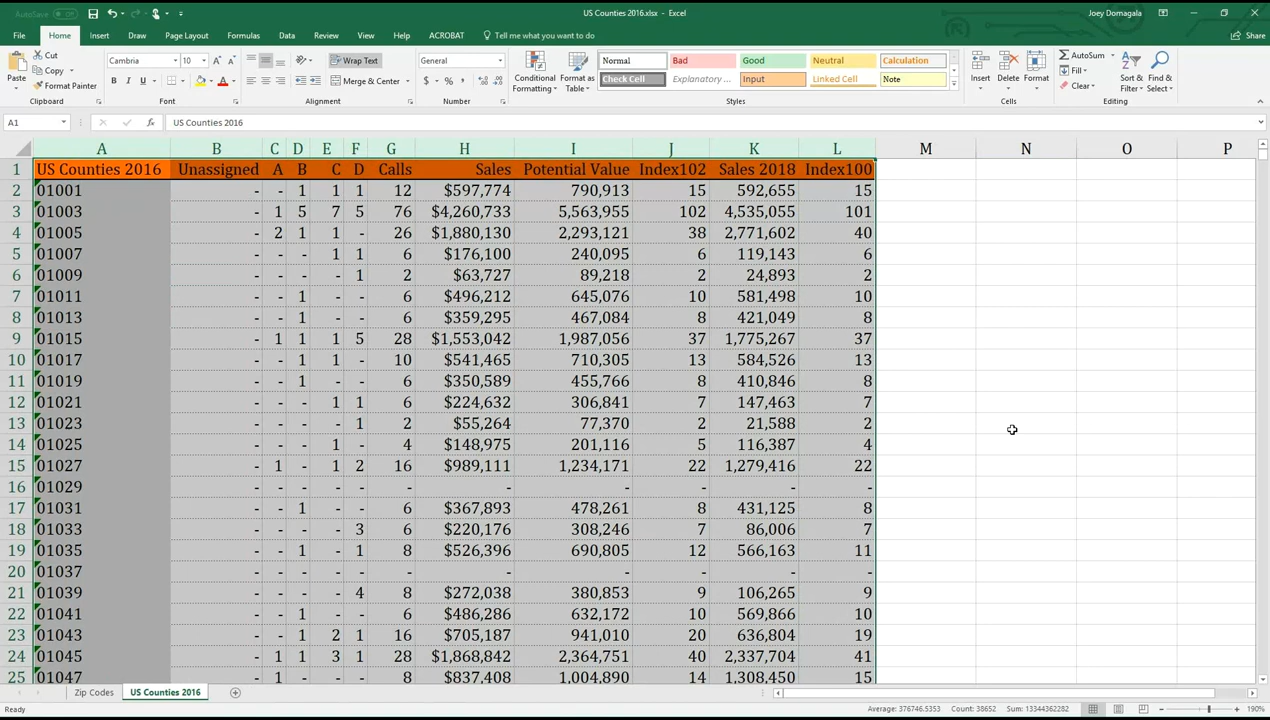 AutoSave Off US Counties 2016.xlsx - Excel Joey Domagala
File Home Insert Draw Page Layout Formulas Data Review View Help ACROBAT Tell me what you want to do Share
Paste Cut Copy Format Painter Clipboard
Cambria 10 A A B I U A Font
Wrap Text Merge & Center Alignment
General $ % , Number
Conditional Formatting Format as Table
Normal Bad Good Neutral Calculation
Check Cell Explanatory ... Input Linked Cell Note
Styles
Insert Delete Format Cells
AutoSum Fill Clear Sort & Filter Find & Select Editing
A1 fx US Counties 2016
A B C D E F G H I J K L M N O P
1 US Counties 2016 Unassigned A B C D Calls Sales Potential Value Index102 Sales 2018 Index100
2 01001 - - 1 1 1 12 $597,774 790,913 15 592,655 15
3 01003 - 1 5 7 5 76 $4,260,733 5,563,955 102 4,535,055 101
4 01005 - 2 1 1 - 26 $1,880,130 2,293,121 38 2,771,602 40
5 01007 - - - 1 1 6 $176,100 240,095 6 119,143 6
6 01009 - - - - 1 2 $63,727 89,218 2 24,893 2
7 01011 - - 1 - - 6 $496,212 645,076 10 581,498 10
8 01013 - - 1 - - 6 $359,295 467,084 8 421,049 8
9 01015 - 1 1 1 5 28 $1,553,042 1,987,056 37 1,775,267 37
10 01017 - - 1 1 - 10 $541,465 710,305 13 584,526 13
11 01019 - - 1 - - 6 $350,589 455,766 8 410,846 8
12 01021 - - - 1 1 6 $224,632 306,841 7 147,463 7
13 01023 - - - - 1 2 $55,264 77,370 2 21,588 2
14 01025 - - - 1 - 4 $148,975 201,116 5 116,387 4
15 01027 - 1 - 1 2 16 $989,111 1,234,171 22 1,279,416 22
16 01029 - - - - - - - - - - -
17 01031 - - 1 - - 6 $367,893 478,261 8 431,125 8
18 01033 - - - - 3 6 $220,176 308,246 7 86,006 7
19 01035 - - 1 - 1 8 $526,396 690,805 12 566,163 11
20 01037 - - - - - - - - - - -
21 01039 - - - - 4 8 $272,038 380,853 9 106,265 9
22 01041 - - 1 - - 6 $486,286 632,172 10 569,866 10
23 01043 - - 1 2 1 16 $705,187 941,010 20 636,804 19
24 01045 - 1 1 3 1 28 $1,868,842 2,364,751 40 2,337,704 41
25 01047 - 1 - - - 8 $837,408 1,004,890 14 1,308,450 15
Zip Codes US Counties 2016
Ready Average: 376746.5353 Count: 38652 Sum: 13344362282 190%